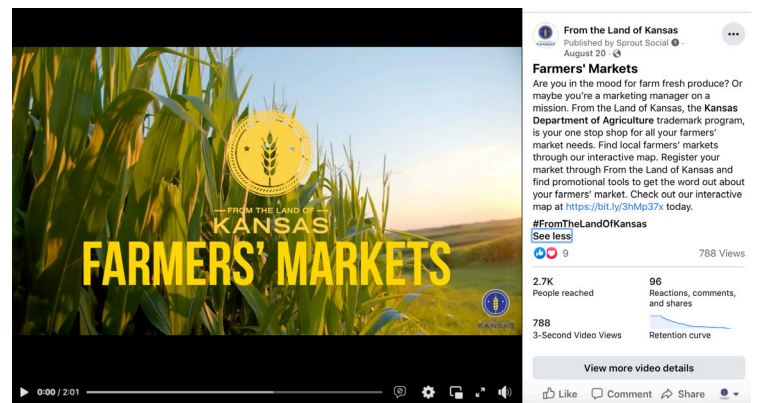 FROM THE LAND OF
KANSAS
FARMERS' MARKETS
KANSAS
0:00 / 2:01
From the Land of Kansas
Published by Sprout Social ·
August 20 ·
Farmers' Markets
Are you in the mood for farm fresh produce? Or
maybe you're a marketing manager on a
mission. From the Land of Kansas, the Kansas
Department of Agriculture trademark program,
is your one stop shop for all your farmers'
market needs. Find local farmers' markets
through our interactive map. Register your
market through From the Land of Kansas and
find promotional tools to get the word out about
your farmers' market. Check out our interactive
map at https://bit.ly/3hMp37x today.
#FromTheLandOfKansas
See less
9
788 Views
2.7K
People reached
96
Reactions, comments,
and shares
788
3-Second Video Views
Retention curve
View more video details
Like Comment Share